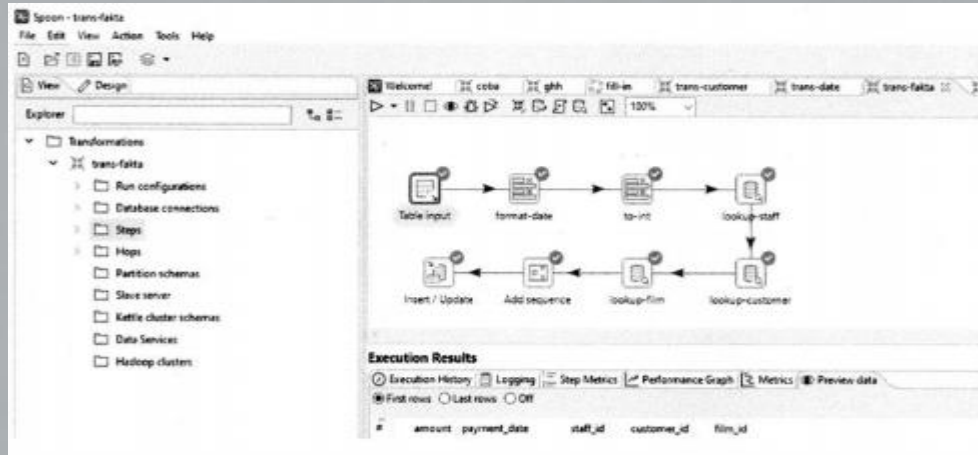 Spoon - trans-fakta
File Edit View Action Tools Help
View Design
Explorer
Transformations
trans-fakta
Run configurations
Database connections
Steps
Hops
Partition schemas
Slave server
Kettle cluster schemas
Data Services
Hadoop clusters
Welcome! coba ghh fill-in trans-customer trans-date trans-fakta
100%
Table input format-date to-int lookup-staff
Insert / Update Add sequence lookup-film lookup-customer
Execution Results
Execution History Logging Step Metrics Performance Graph Metrics Preview data
First rows Last rows Off
# amount payment_date staff_id customer_id film_id